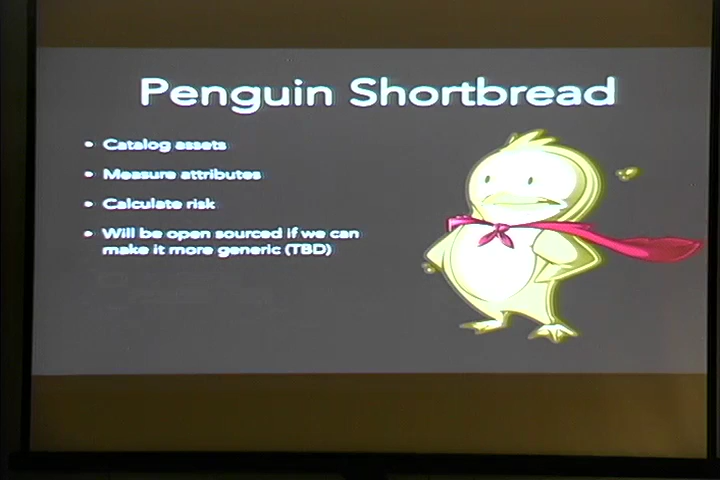 Penguin Shortbread
• Catalog assets
• Measure attributes
• Calculate risk
• Will be open sourced if we can
make it more generic (TBD)